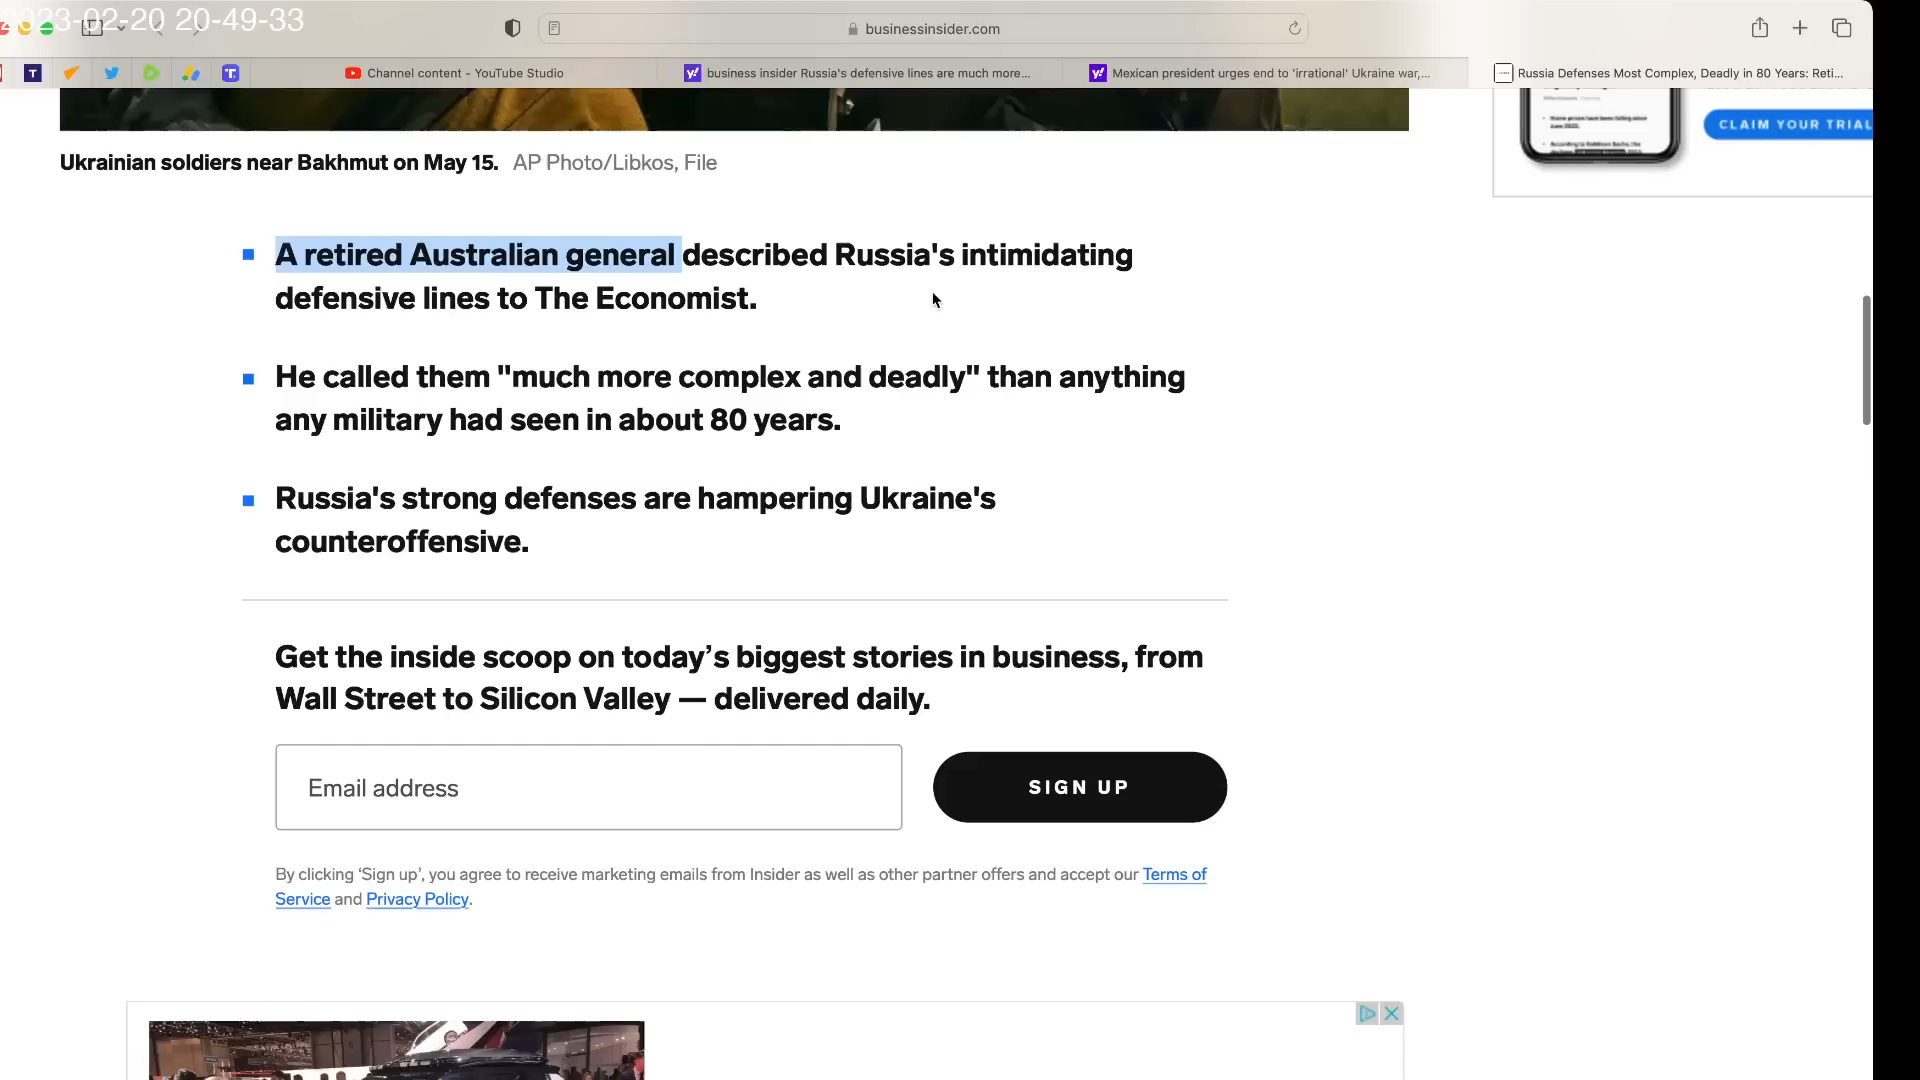 2023-02-20 20-49-33
businessinsider.com
Channel content - YouTube Studio
business insider Russia's defensive lines are much more...
Mexican president urges end to 'irrational' Ukraine war,...
Russia Defenses Most Complex, Deadly in 80 Years: Reti...
CLAIM YOUR TRIAL
Ukrainian soldiers near Bakhmut on May 15. AP Photo/Libkos, File
A retired Australian general described Russia's intimidating
defensive lines to The Economist.
He called them "much more complex and deadly" than anything
any military had seen in about 80 years.
Russia's strong defenses are hampering Ukraine's
counteroffensive.
Get the inside scoop on today’s biggest stories in business, from
Wall Street to Silicon Valley — delivered daily.
Email address
SIGN UP
By clicking ‘Sign up’, you agree to receive marketing emails from Insider as well as other partner offers and accept our Terms of
Service and Privacy Policy.